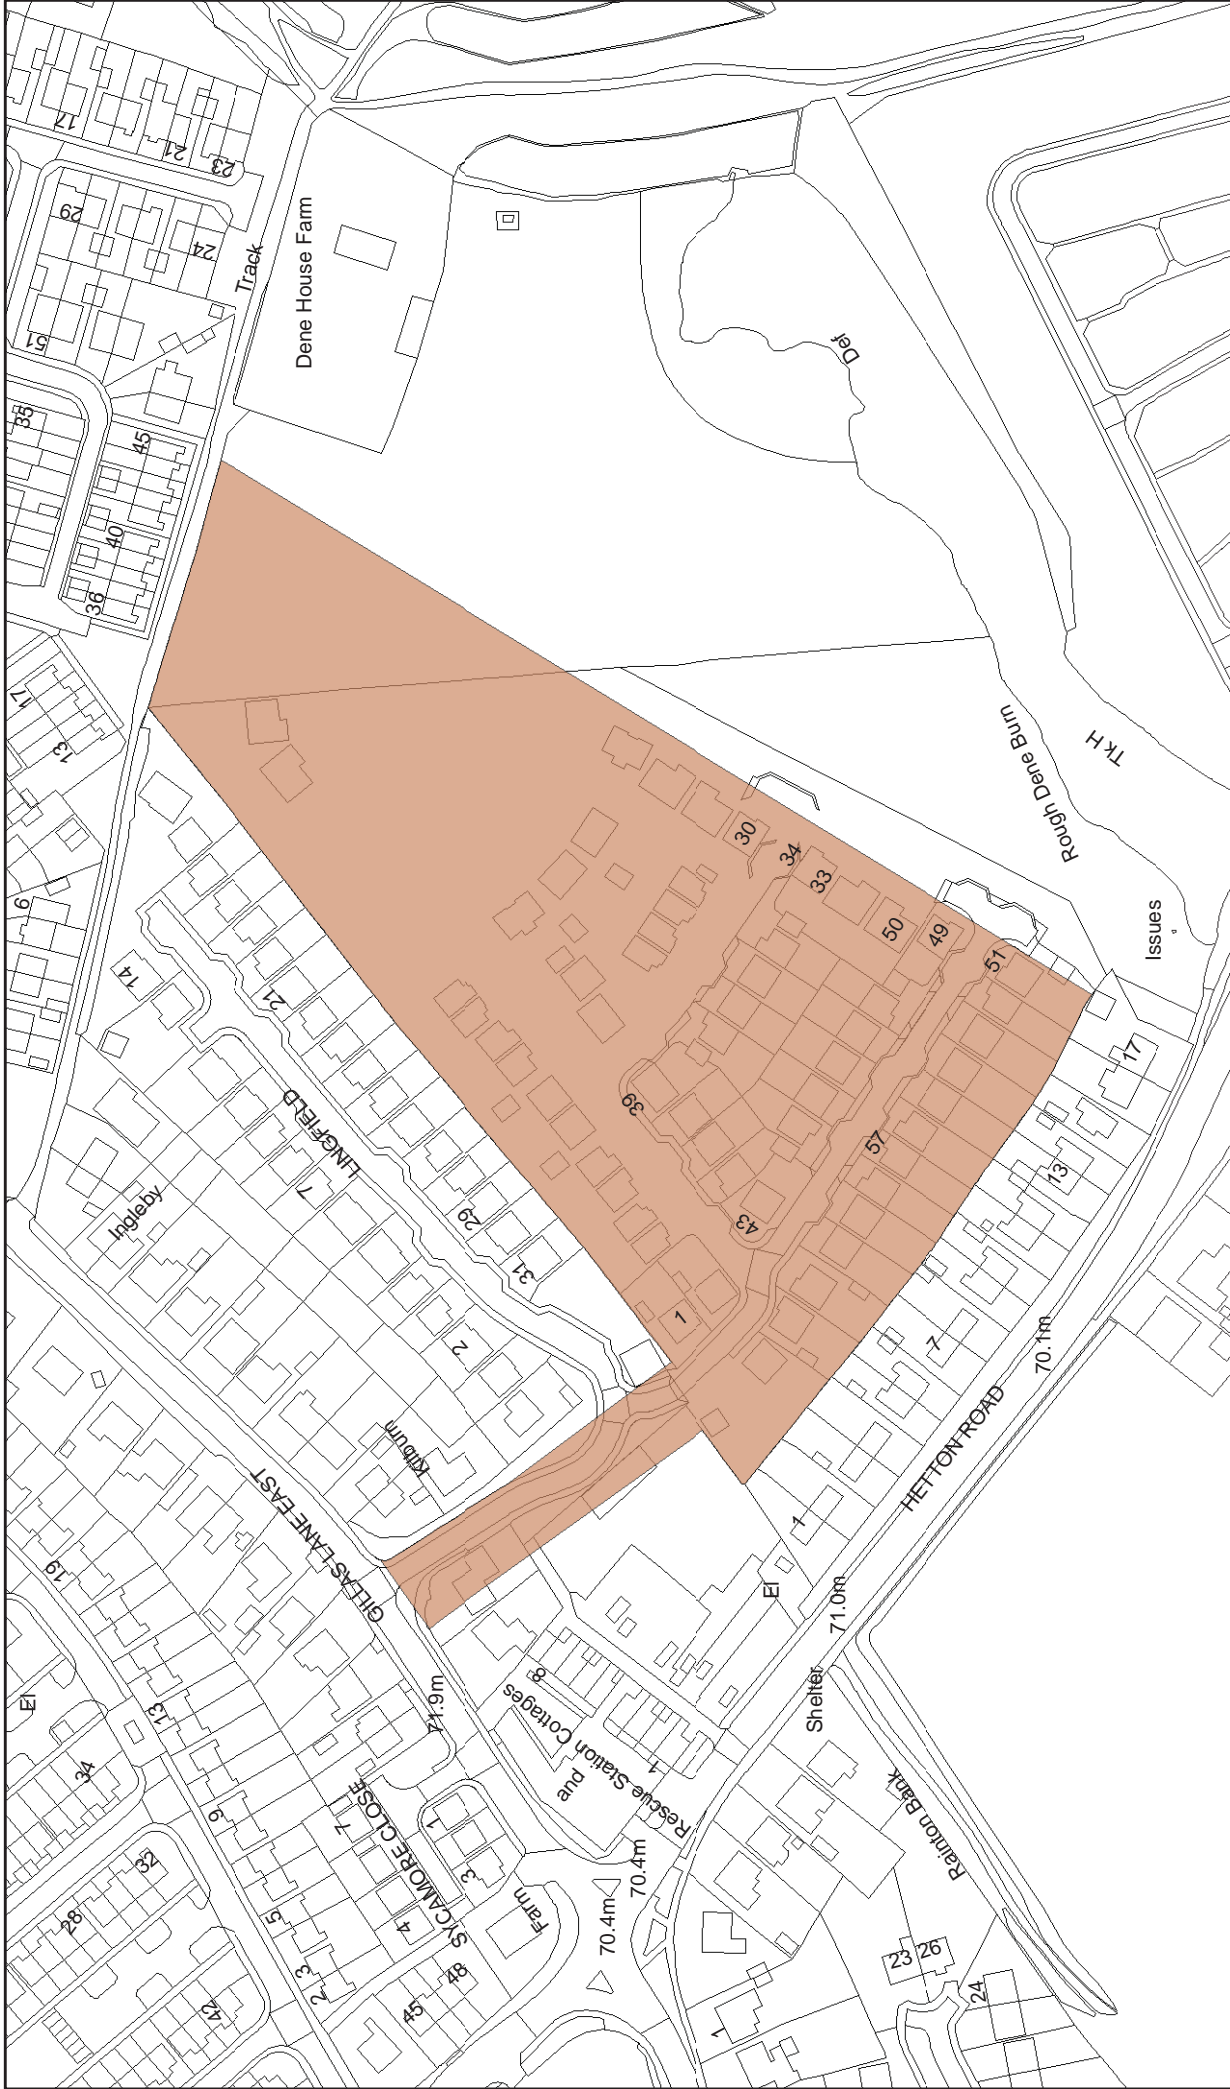 17
21
23
29
24
51
Track
Dene House Farm
35
45
40
36
17
13
6
14
21
LINGFIELD
7
Ingleby
29
31
2
Kilburn
GILLAS LANE EAST
19
El
13
34
9
32
28
5
3
2
42
7
SYCAMORE CLOSE
1
3
4
Farm
48
45
71.9m
8
Rescue Station Cottages
and
1
70.4m
70.4m
Def
Rough Dene Burn
Tk H
Issues
30
34
33
50
49
51
39
43
57
1
17
13
7
1
HETTON ROAD
70.1m
El
71.0m
Shelter
Rainton Bank
23
26
24
1